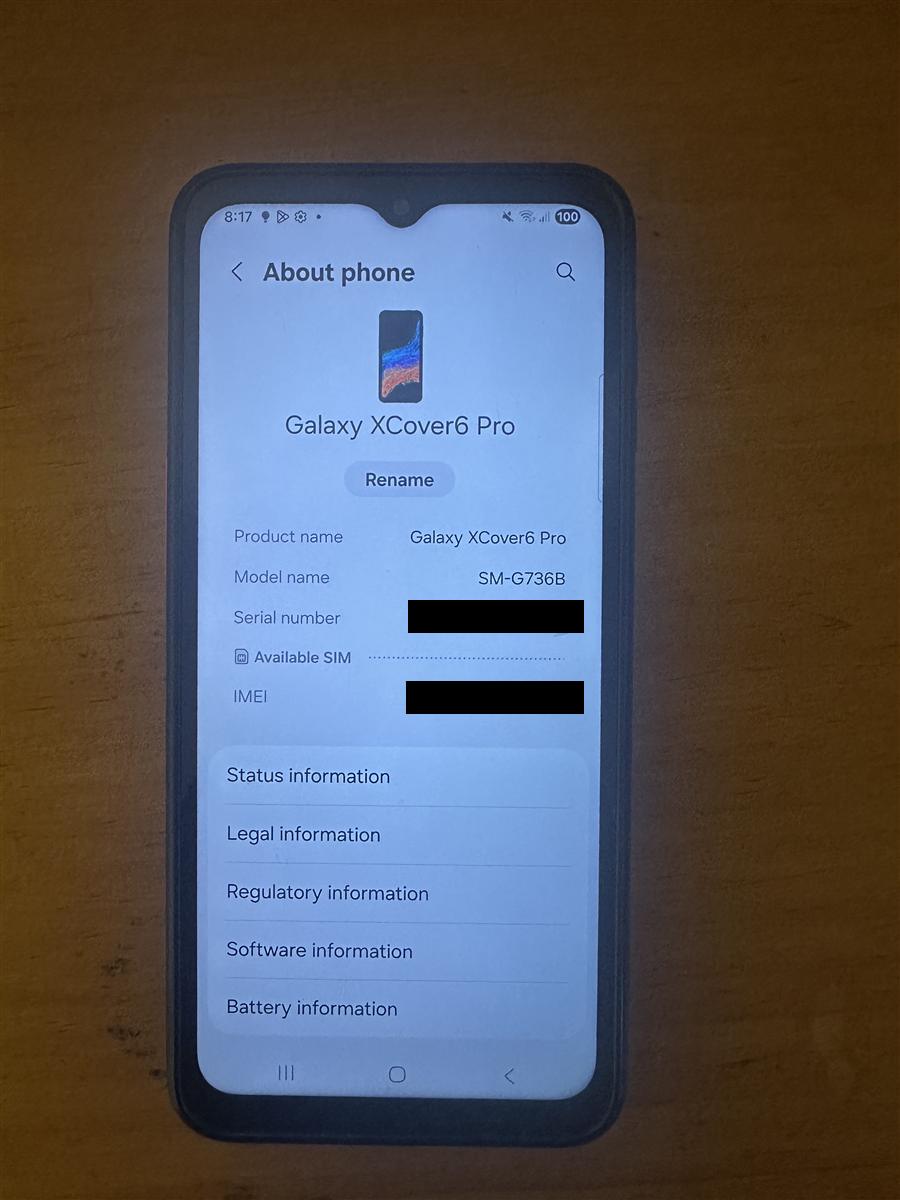 8:17 100
About phone
Galaxy XCover6 Pro
Rename
Product name Galaxy XCover6 Pro
Model name SM-G736B
Serial number
Available SIM
IMEI
Status information
Legal information
Regulatory information
Software information
Battery information